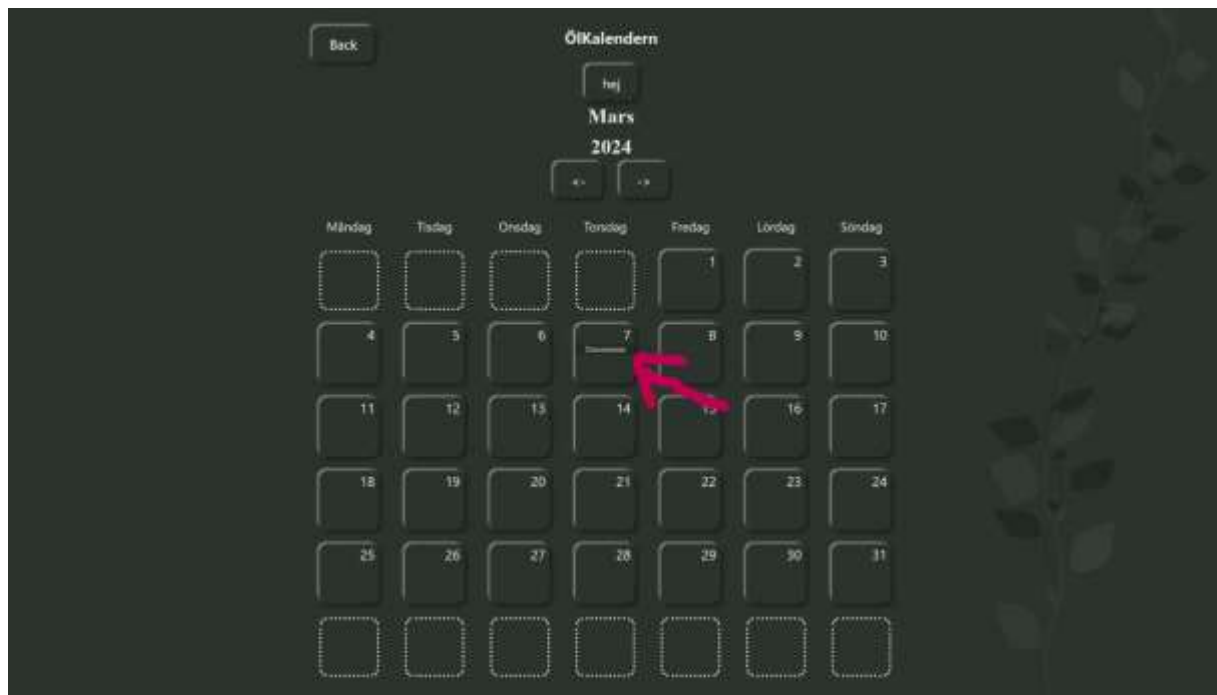 Back
ÖlKalendern
hej
Mars
2024
<- ->
Måndag Tisdag Onsdag Torsdag Fredag Lördag Söndag
1 2 3
4 5 6 7 8 9 10
11 12 13 14 15 16 17
18 19 20 21 22 23 24
25 26 27 28 29 30 31